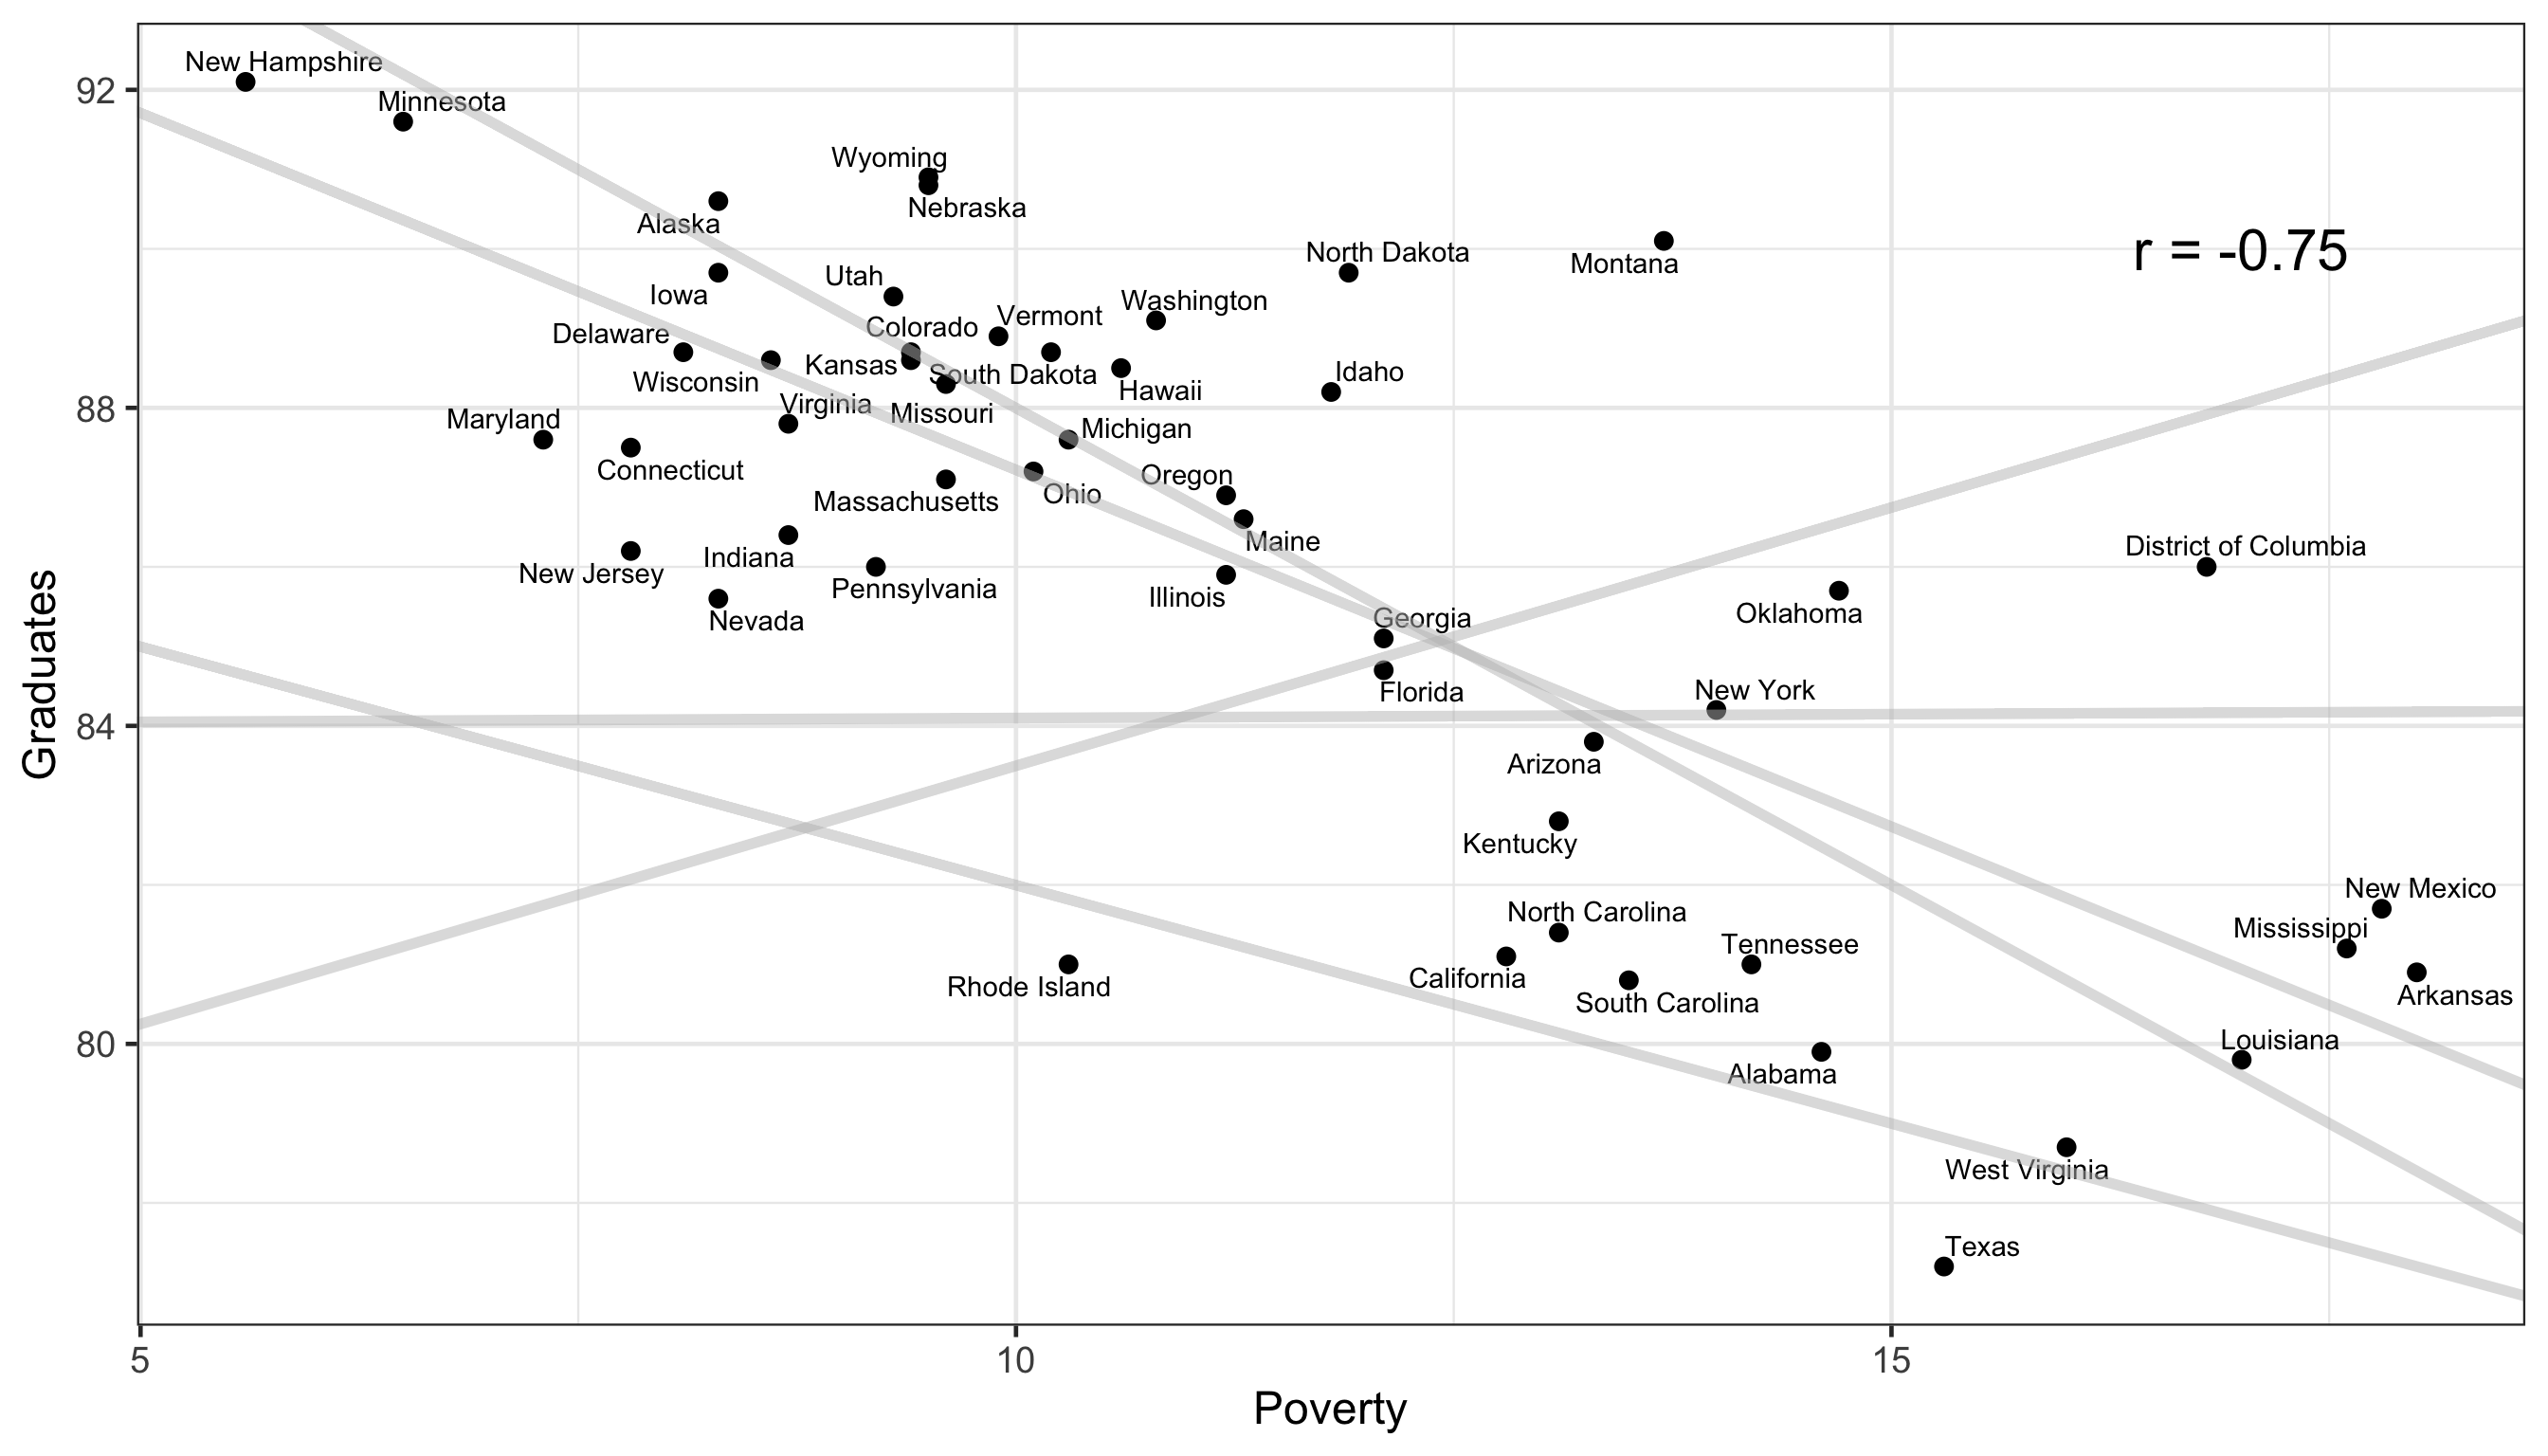 New Hampshire
92
Minnesota
Wyoming
Nebraska
Alaska
North Dakota
Montana
r = -0.75
Utah
Iowa
Washington
Vermont
Colorado
Delaware
Kansas
South Dakota
Idaho
Wisconsin
Hawaii
88
Virginia
Missouri
Maryland
Michigan
Connecticut
Oregon
Massachusetts
Ohio
Maine
District of Columbia
Indiana
New Jersey
Pennsylvania
Illinois
Oklahoma
Georgia
Nevada
Graduates
Florida
New York
84
Arizona
Kentucky
New Mexico
North Carolina
Mississippi
Tennessee
California
Rhode Island
Arkansas
South Carolina
80
Louisiana
Alabama
West Virginia
Texas
5
10
15
Poverty